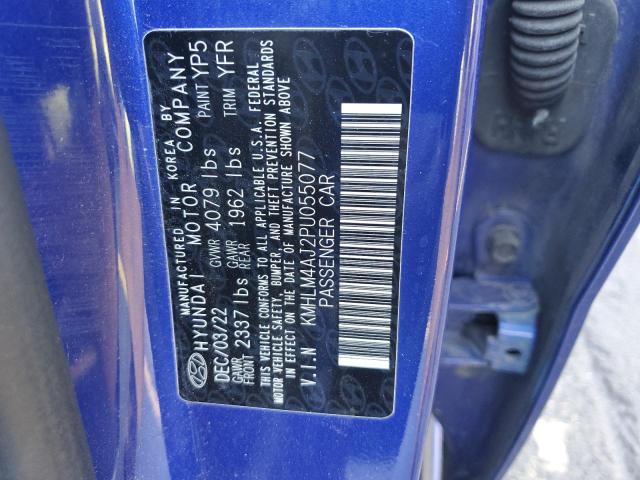 MANUFACTURED IN KOREA BY
HYUNDAI MOTOR COMPANY
DEC/03/22 GVWR 4079 lbs PAINT YP5
GAWR FRONT 2337 lbs GAWR REAR 1962 lbs TRIM YFR
THIS VEHICLE CONFORMS TO ALL APPLICABLE U.S.A. FEDERAL
MOTOR VEHICLE SAFETY, BUMPER, AND THEFT PREVENTION STANDARDS
IN EFFECT ON THE DATE OF MANUFACTURE SHOWN ABOVE
V.I.N KMHLM4AJ2PU055077
PASSENGER CAR